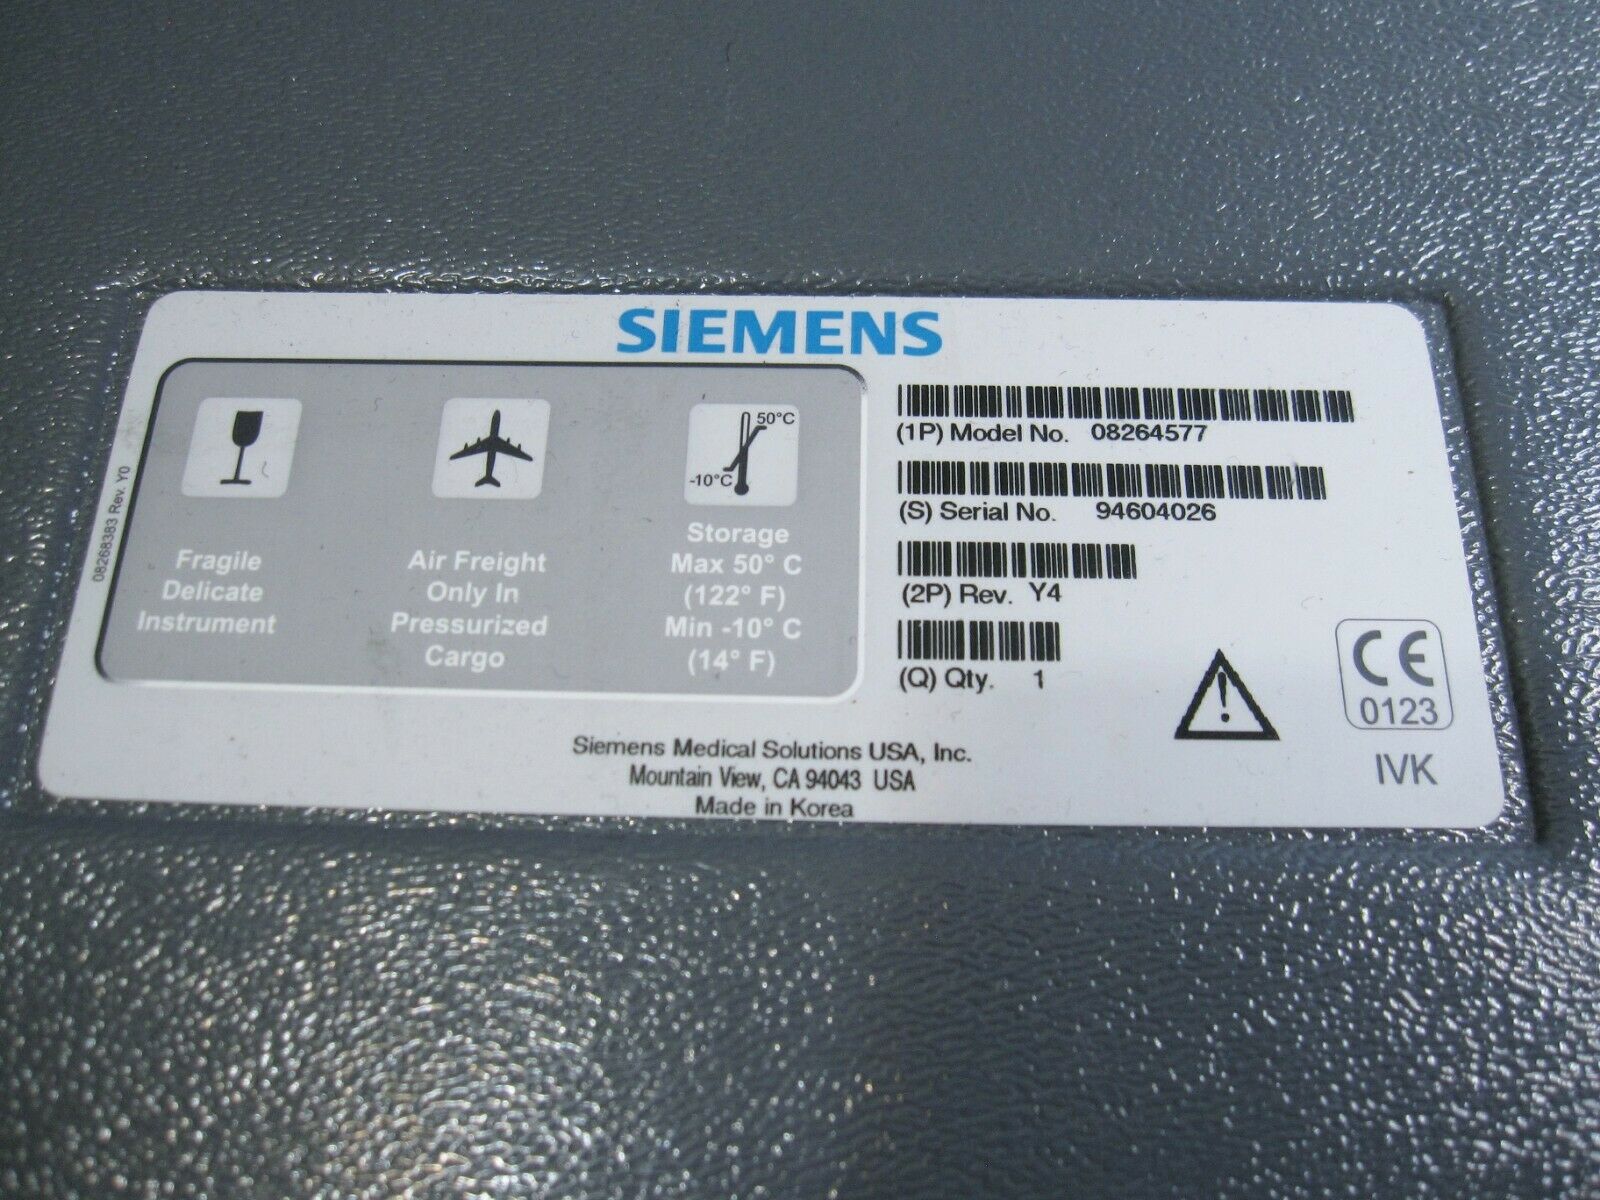 SIEMENS
08268383 Rev. Y0
50°C
-10°C
Fragile
Delicate
Instrument
Air Freight
Only In
Pressurized
Cargo
Storage
Max 50° C
(122° F)
Min -10° C
(14° F)
(1P) Model No. 08264577
(S) Serial No. 94604026
(2P) Rev. Y4
(Q) Qty. 1
!
CE
0123
IVK
Siemens Medical Solutions USA, Inc.
Mountain View, CA 94043 USA
Made in Korea